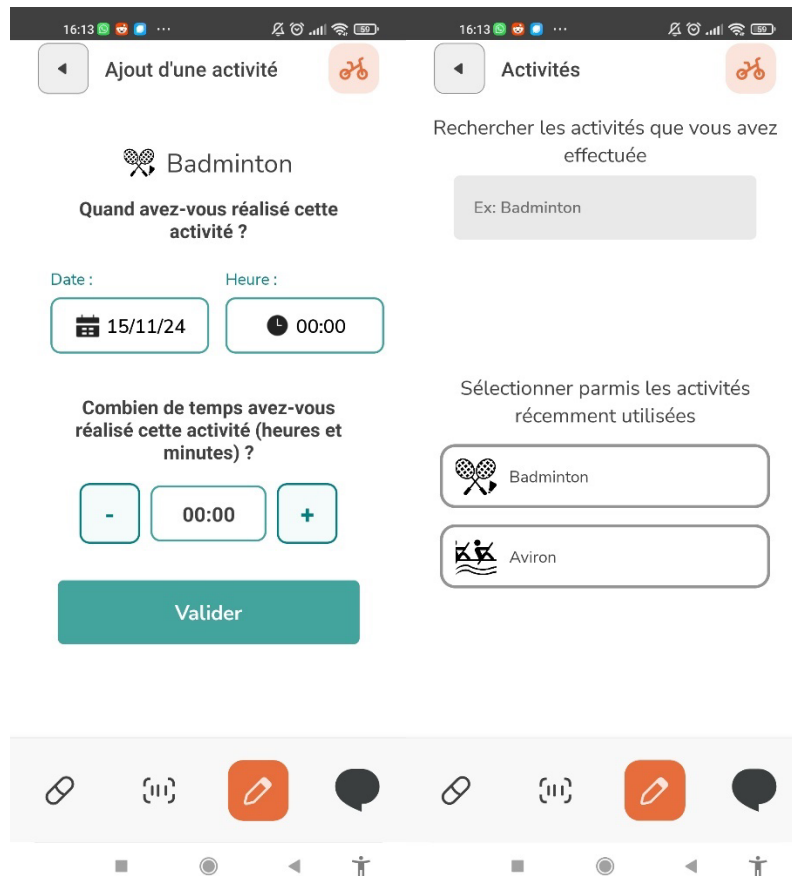 16:13
59
Ajout d'une activité
Badminton
Quand avez-vous réalisé cette
activité ?
Date :
Heure :
15/11/24
00:00
Combien de temps avez-vous
réalisé cette activité (heures et
minutes) ?
-
00:00
+
Valider
16:13
59
Activités
Rechercher les activités que vous avez
effectuée
Ex: Badminton
Sélectionner parmis les activités
récemment utilisées
Badminton
Aviron